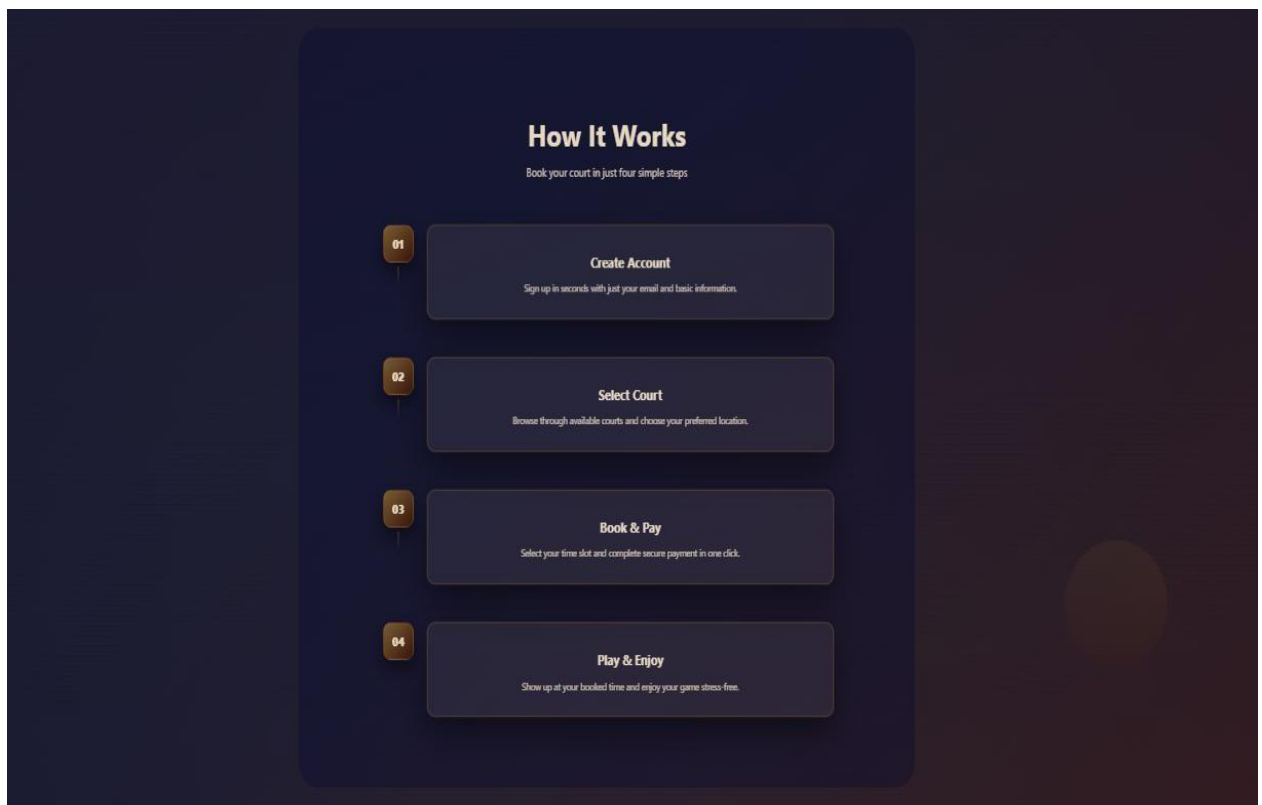 How It Works
Book your court in just four simple steps
01
Create Account
Sign up in seconds with just your email and basic information.
02
Select Court
Browse through available courts and choose your preferred location.
03
Book & Pay
Select your time slot and complete secure payment in one click.
04
Play & Enjoy
Show up at your booked time and enjoy your game stress-free.